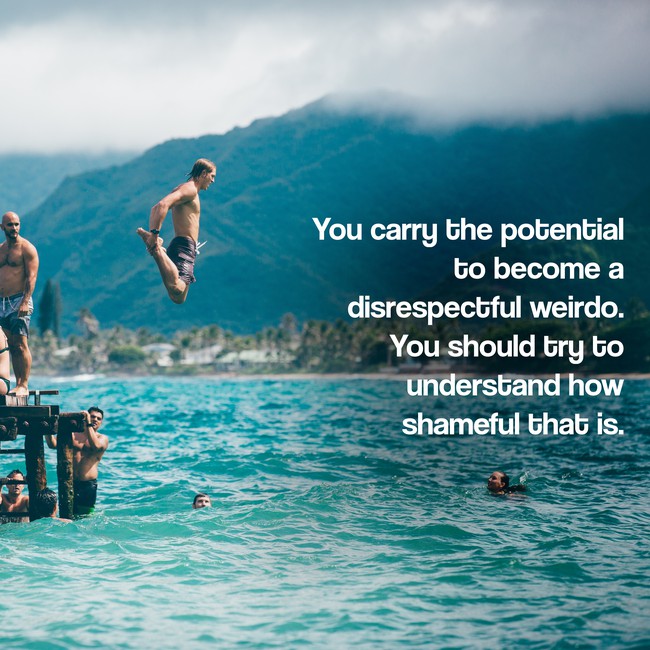 You carry the potential
to become a
disrespectful weirdo.
You should try to
understand how
shameful that is.